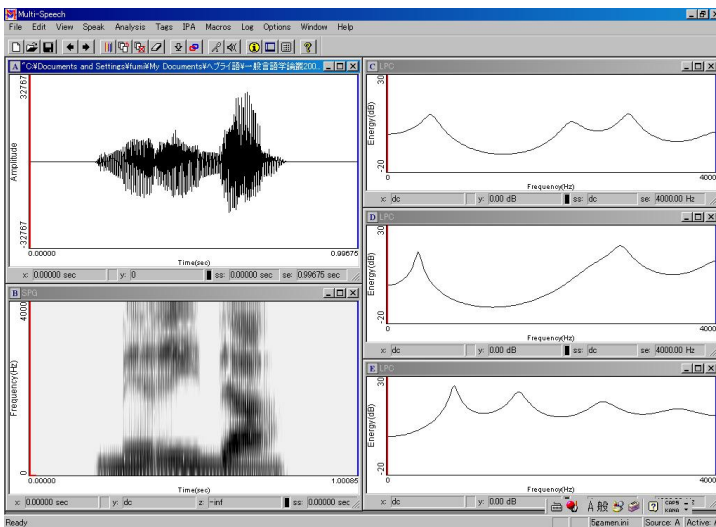 Multi-Speech
File Edit View Speak Analysis Tags IPA Macros Log Options Window Help
A "C:¥Documents and Settings¥fumi¥My Documents¥ヘブライ語¥一般言語学論叢200...
32767
Amplitude
-32767
0.00000 0.99675
Time(sec)
x: 0.00000 sec y: 0 ss: 0.00000 sec se: 0.99675 sec
B SPG
4000
Frequency(Hz)
0
0.00000 1.00085
Time(sec)
x: 0.00000 sec y: dc z: -inf ss: 0.00000 sec
C LPC
30
Energy(dB)
-20
0 4000
Frequency(Hz)
x: dc y: 0.00 dB ss: dc se: 4000.00 Hz
D LPC
30
Energy(dB)
-20
0 4000
Frequency(Hz)
x: dc y: 0.00 dB ss: dc se: 4000.00 Hz
E LPC
30
Energy(dB)
-20
0 4000
Frequency(Hz)
x: dc y: 0.00 dB
A 般 CAPS KANA
Ready 5gamen.ini Source: A Active: